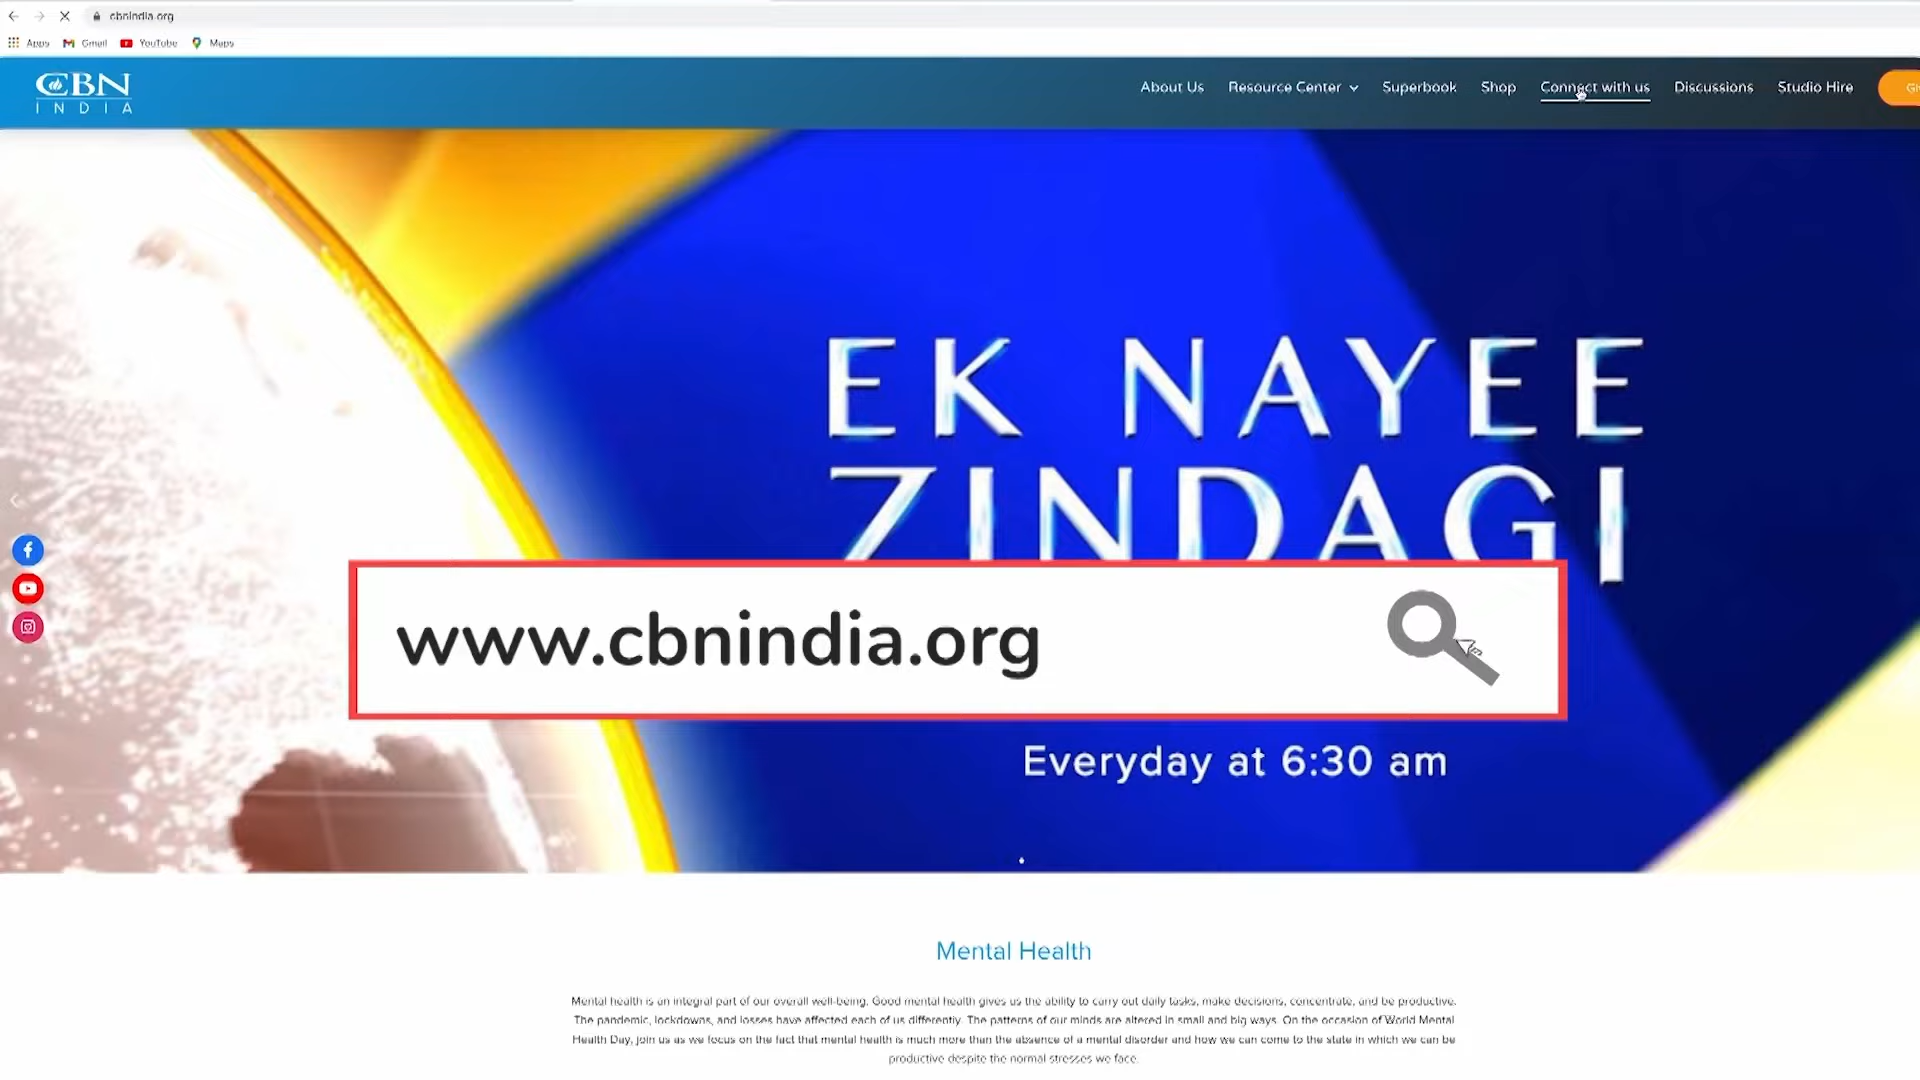 cbnindia.org
Apps Gmail YouTube Maps
CBN
INDIA
About Us Resource Center Superbook Shop Connect with us Discussions Studio Hire
EK NAYEE
ZINDAGI
www.cbnindia.org
Everyday at 6:30 am
Mental Health
Mental health is an integral part of our overall well-being. Good mental health gives us the ability to carry out daily tasks, make decisions, concentrate, and be productive.
The pandemic, lockdowns, and losses have affected each of us differently. The patterns of our minds are altered in small and big ways. On the occasion of World Mental
Health Day, join us as we focus on the fact that mental health is much more than the absence of a mental disorder and how we can come to the state in which we can be
productive despite the normal stresses we face.